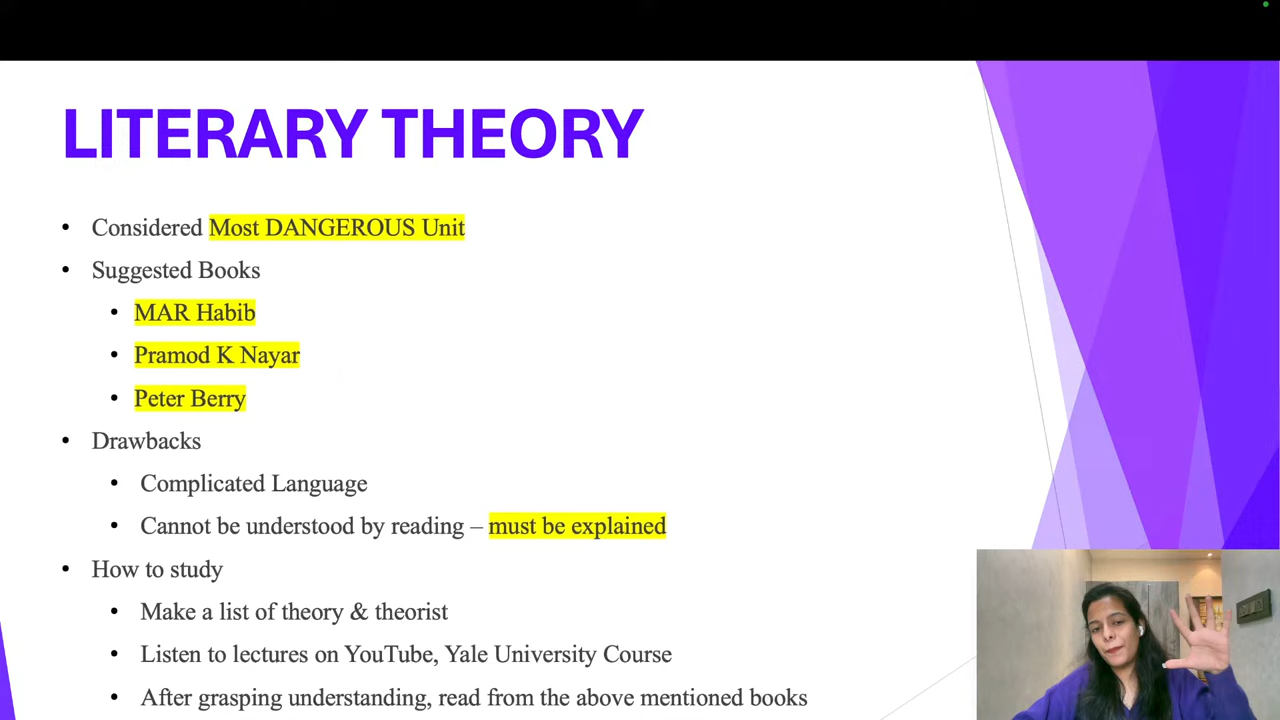 LITERARY THEORY
• Considered Most DANGEROUS Unit
• Suggested Books
• MAR Habib
• Pramod K Nayar
• Peter Berry
• Drawbacks
• Complicated Language
• Cannot be understood by reading – must be explained
• How to study
• Make a list of theory & theorist
• Listen to lectures on YouTube, Yale University Course
• After grasping understanding, read from the above mentioned books